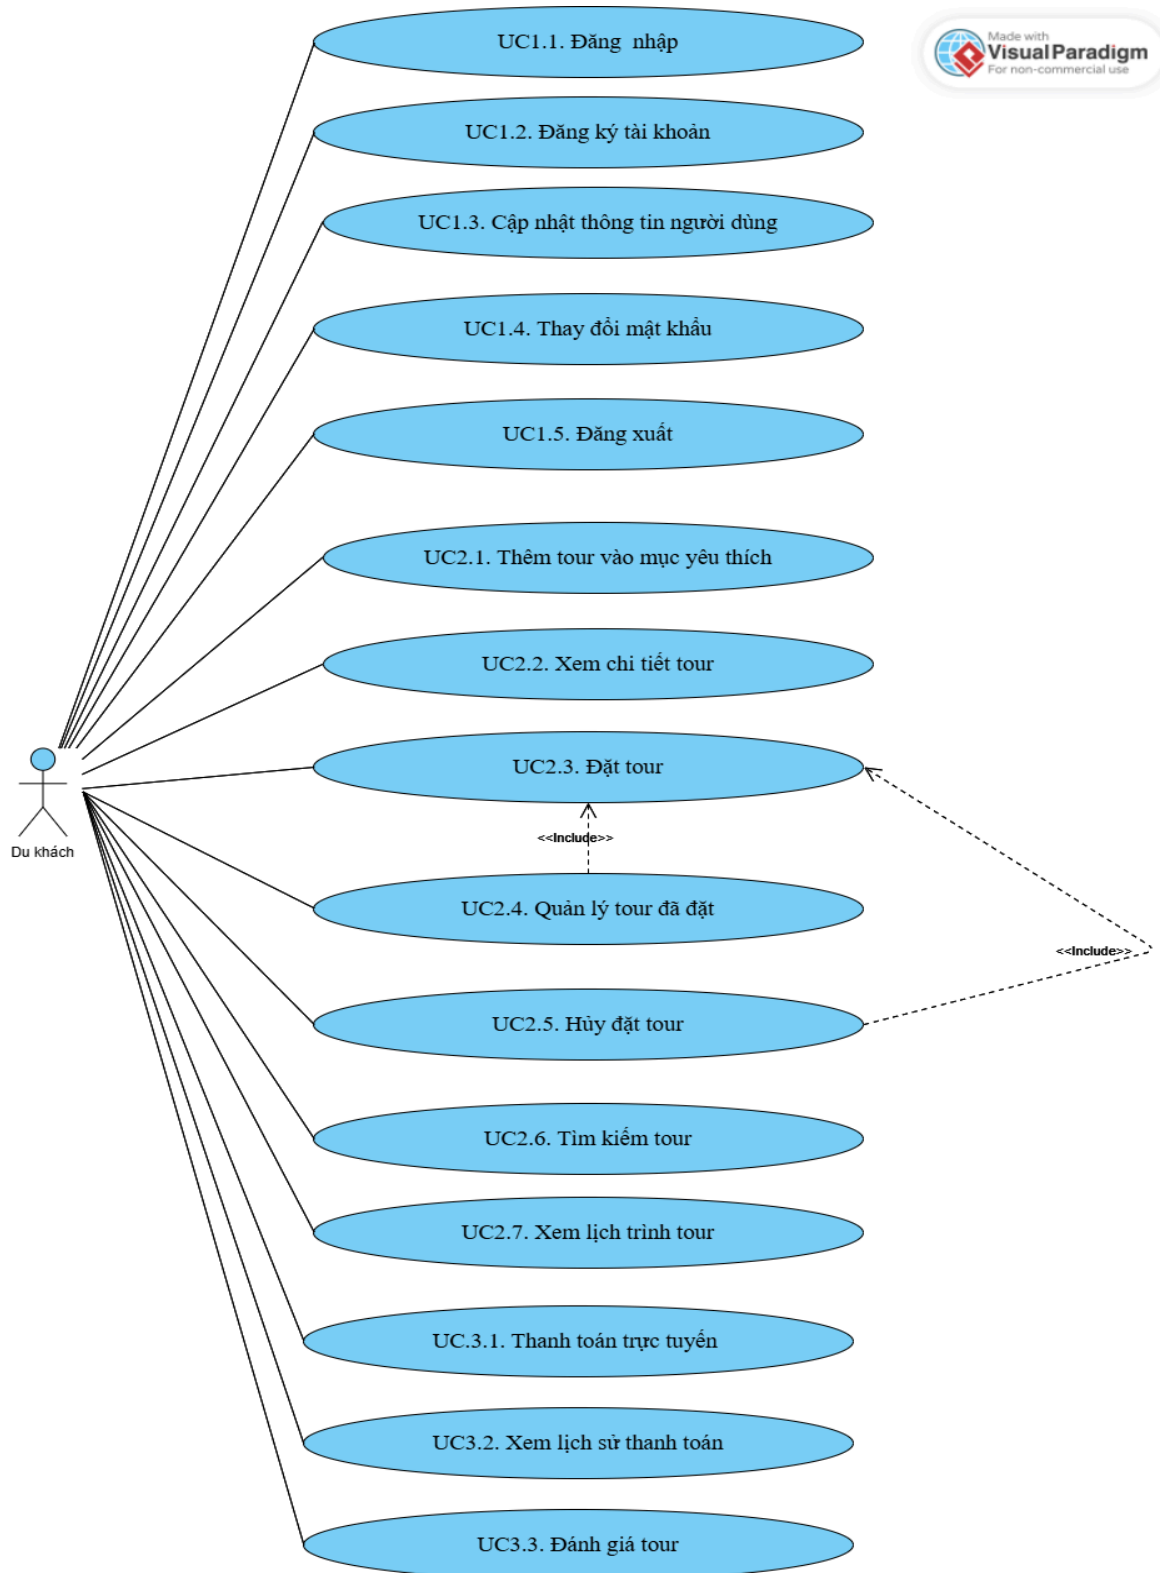 UC1.1. Đăng nhập
Made with
Visual Paradigm
For non-commercial use
UC1.2. Đăng ký tài khoản
UC1.3. Cập nhật thông tin người dùng
UC1.4. Thay đổi mật khẩu
UC1.5. Đăng xuất
UC2.1. Thêm tour vào mục yêu thích
UC2.2. Xem chi tiết tour
UC2.3. Đặt tour
<<Include>>
Du khách
UC2.4. Quản lý tour đã đặt
<<Include>>
UC2.5. Hủy đặt tour
UC2.6. Tìm kiếm tour
UC2.7. Xem lịch trình tour
UC.3.1. Thanh toán trực tuyến
UC3.2. Xem lịch sử thanh toán
UC3.3. Đánh giá tour